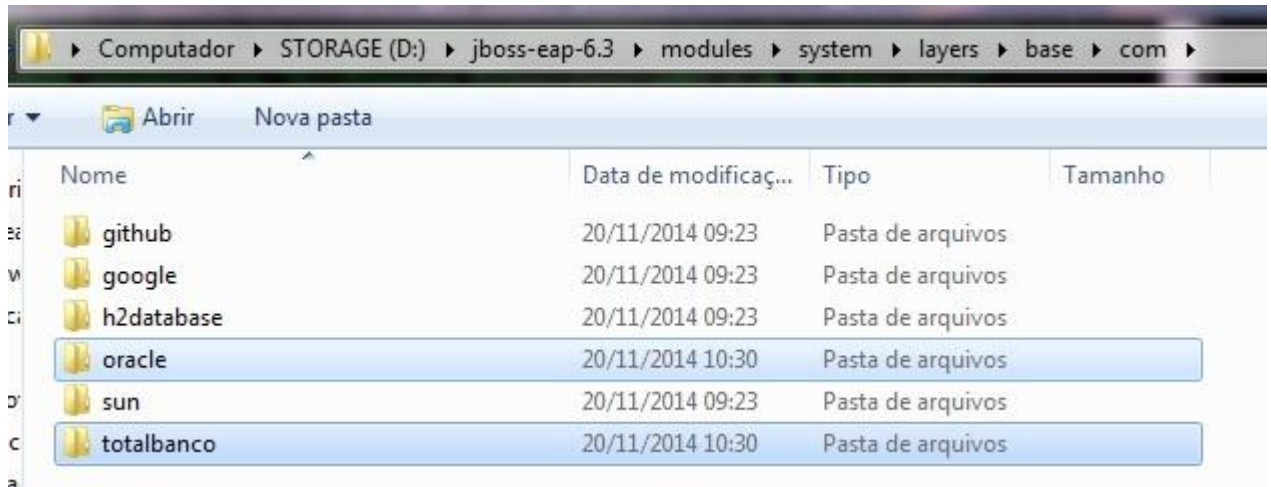 Computador STORAGE (D:) jboss-eap-6.3 modules system layers base com
Abrir Nova pasta
Nome Data de modificaç... Tipo Tamanho
github 20/11/2014 09:23 Pasta de arquivos
google 20/11/2014 09:23 Pasta de arquivos
h2database 20/11/2014 09:23 Pasta de arquivos
oracle 20/11/2014 10:30 Pasta de arquivos
sun 20/11/2014 09:23 Pasta de arquivos
totalbanco 20/11/2014 10:30 Pasta de arquivos